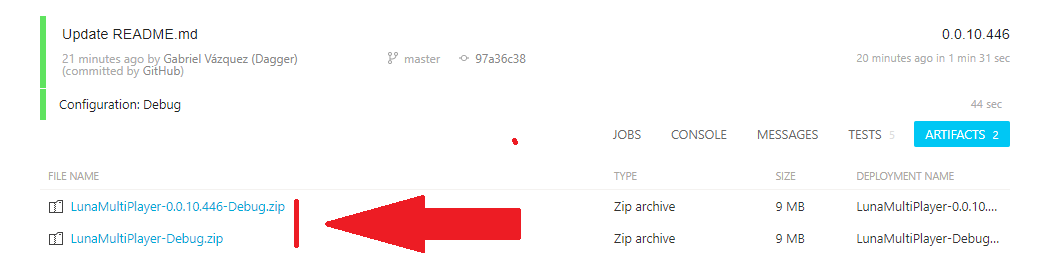 Update README.md 0.0.10.446
21 minutes ago by Gabriel Vázquez (Dagger) master 97a36c38 20 minutes ago in 1 min 31 sec
(committed by GitHub)
Configuration: Debug 44 sec
JOBS CONSOLE MESSAGES TESTS 5 ARTIFACTS 2
FILE NAME TYPE SIZE DEPLOYMENT NAME
LunaMultiPlayer-0.0.10.446-Debug.zip Zip archive 9 MB LunaMultiPlayer-0.0.10....
LunaMultiPlayer-Debug.zip Zip archive 9 MB LunaMultiPlayer-Debug...